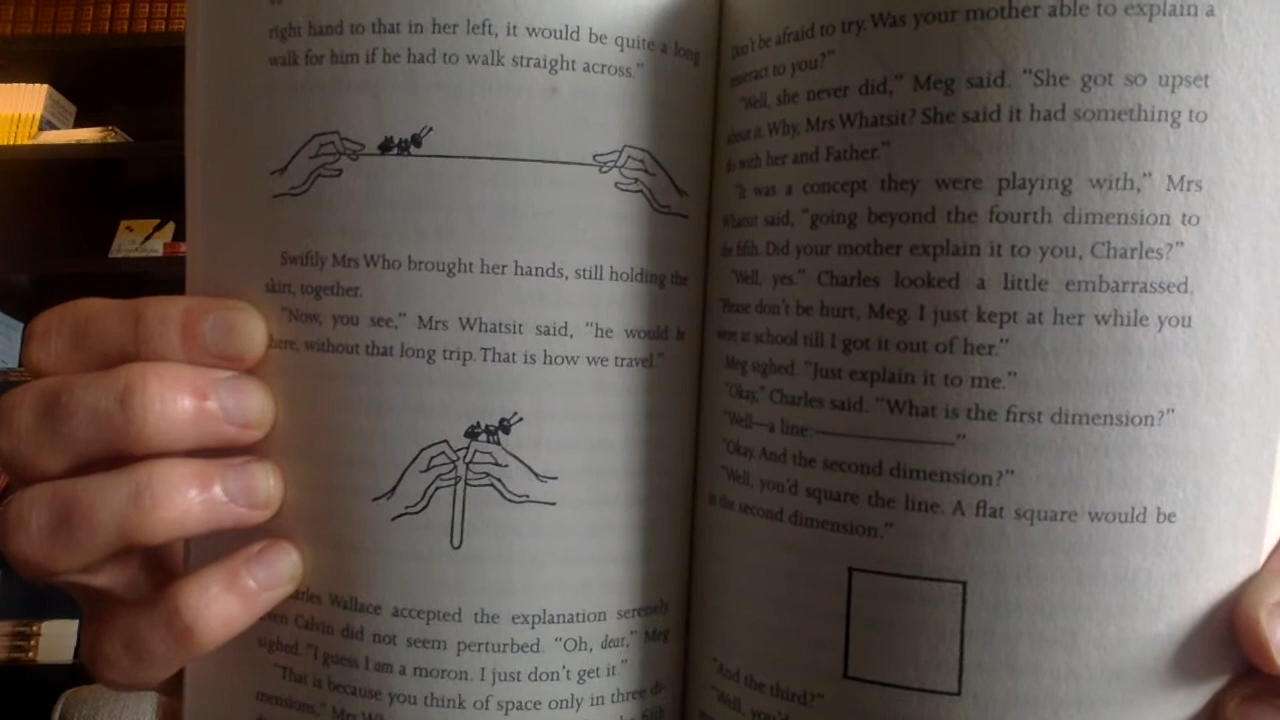 right hand to that in her left, it would be quite a long
walk for him if he had to walk straight across."
Swiftly Mrs Who brought her hands, still holding the
skirt, together.
"Now, you see," Mrs Whatsit said, "he would be
there, without that long trip. That is how we travel."
Charles Wallace accepted the explanation serenely.
Even Calvin did not seem perturbed. "Oh, dear," Meg
sighed. "I guess I am a moron. I just don't get it."
"That is because you think of space only in three di-
mensions," Mrs
Don't be afraid to try. Was your mother able to explain a
tesseract to you?"
"Well, she never did," Meg said. "She got so upset
about it. Why, Mrs Whatsit? She said it had something to
do with her and Father."
"It was a concept they were playing with," Mrs
Whatsit said, "going beyond the fourth dimension to
the fifth. Did your mother explain it to you, Charles?"
"Well, yes." Charles looked a little embarrassed.
"Please don't be hurt, Meg. I just kept at her while you
were at school till I got it out of her."
Meg sighed. "Just explain it to me."
"Okay," Charles said. "What is the first dimension?"
"Well—a line:"
"Okay. And the second dimension?"
"Well, you'd square the line. A flat square would be
in the second dimension."
"And the third?"
"Well, you'd